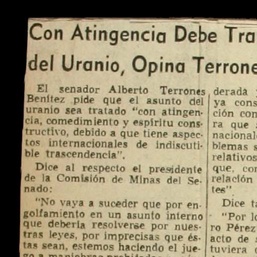 Con Atingencia Debe Tra
del Uranio, Opina Terrone
El senador Alberto Terrones
Benítez pide que el asunto del
uranio sea tratado "con atingen-
cia, comedimiento y espíritu cons-
tructivo, debido a que tiene aspec-
tos internacionales de indiscuti-
ble trascendencia".
Dice al respecto el presidente
de la Comisión de Minas del Se-
nado:
"No vaya a suceder que por en-
golfamiento en un asunto interno
que debería resolverse por nues-
tras leyes, por imprecisas que és-
tas sean, estemos haciendo el jue-
derada
ya cons
ción con
ra que
nacional
blemas s
relativos
que, con
relación
tes".
Dice ta
"Por lo
ro Pérez
acto de
tuviera